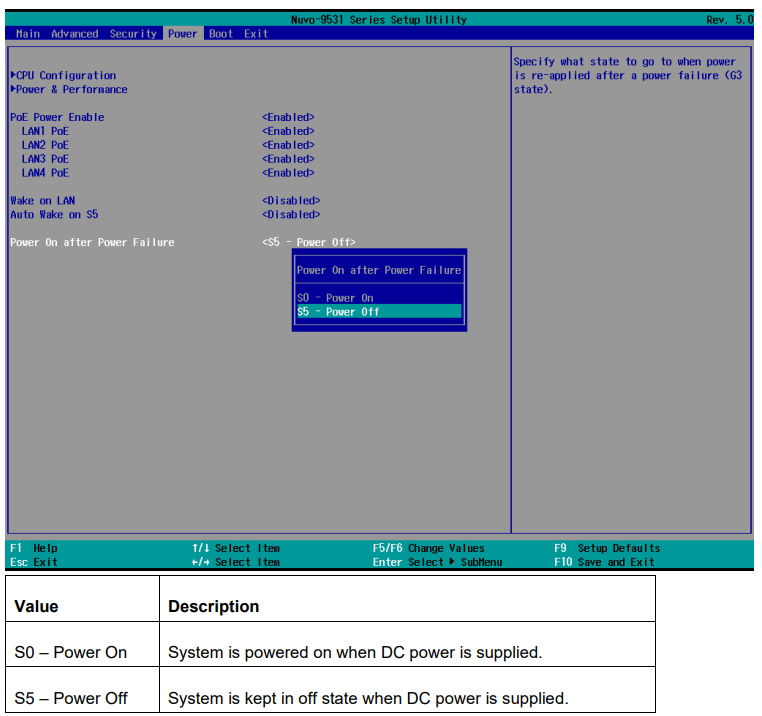 Nuvo-9531 Series Setup Utility Rev. 5.0
Main Advanced Security Power Boot Exit
▶CPU Configuration
▶Power & Performance
PoE Power Enable <Enabled>
LAN1 PoE <Enabled>
LAN2 PoE <Enabled>
LAN3 PoE <Enabled>
LAN4 PoE <Enabled>
Wake on LAN <Disabled>
Auto Wake on S5 <Disabled>
Power On after Power Failure <S5 - Power Off>
Power On after Power Failure
S0 - Power On
S5 - Power Off
Specify what state to go to when power
is re-applied after a power failure (G3
state).
F1 Help ↑/↓ Select Item F5/F6 Change Values F9 Setup Defaults
Esc Exit ←/→ Select Item Enter Select ▶ SubMenu F10 Save and Exit
Value Description
S0 – Power On System is powered on when DC power is supplied.
S5 – Power Off System is kept in off state when DC power is supplied.